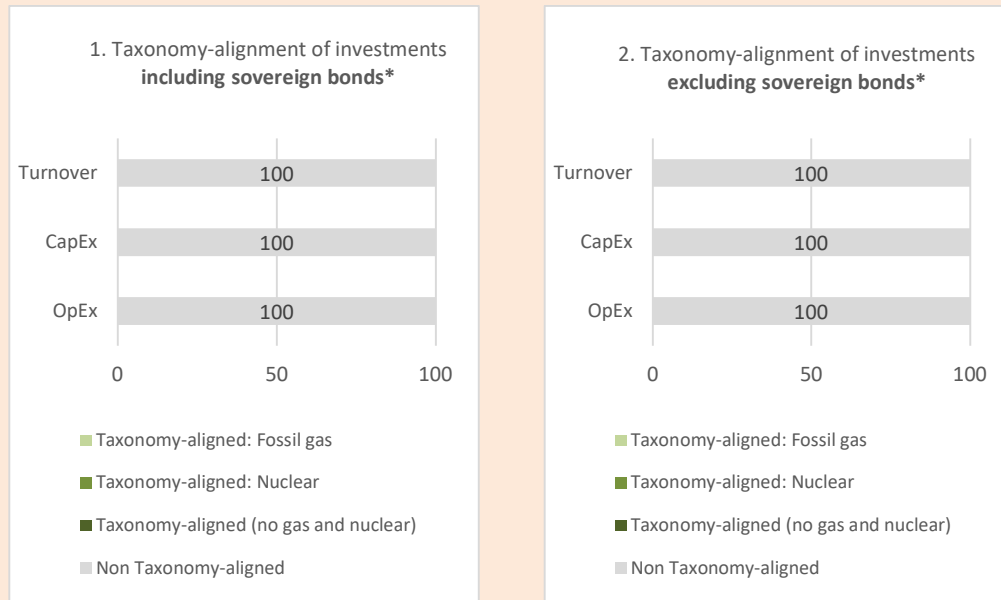 1. Taxonomy-alignment of investments
including sovereign bonds*
Turnover
100
CapEx
100
OpEx
100
0
50
100
Taxonomy-aligned: Fossil gas
Taxonomy-aligned: Nuclear
Taxonomy-aligned (no gas and nuclear)
Non Taxonomy-aligned
2. Taxonomy-alignment of investments
excluding sovereign bonds*
Turnover
100
CapEx
100
OpEx
100
0
50
100
Taxonomy-aligned: Fossil gas
Taxonomy-aligned: Nuclear
Taxonomy-aligned (no gas and nuclear)
Non Taxonomy-aligned